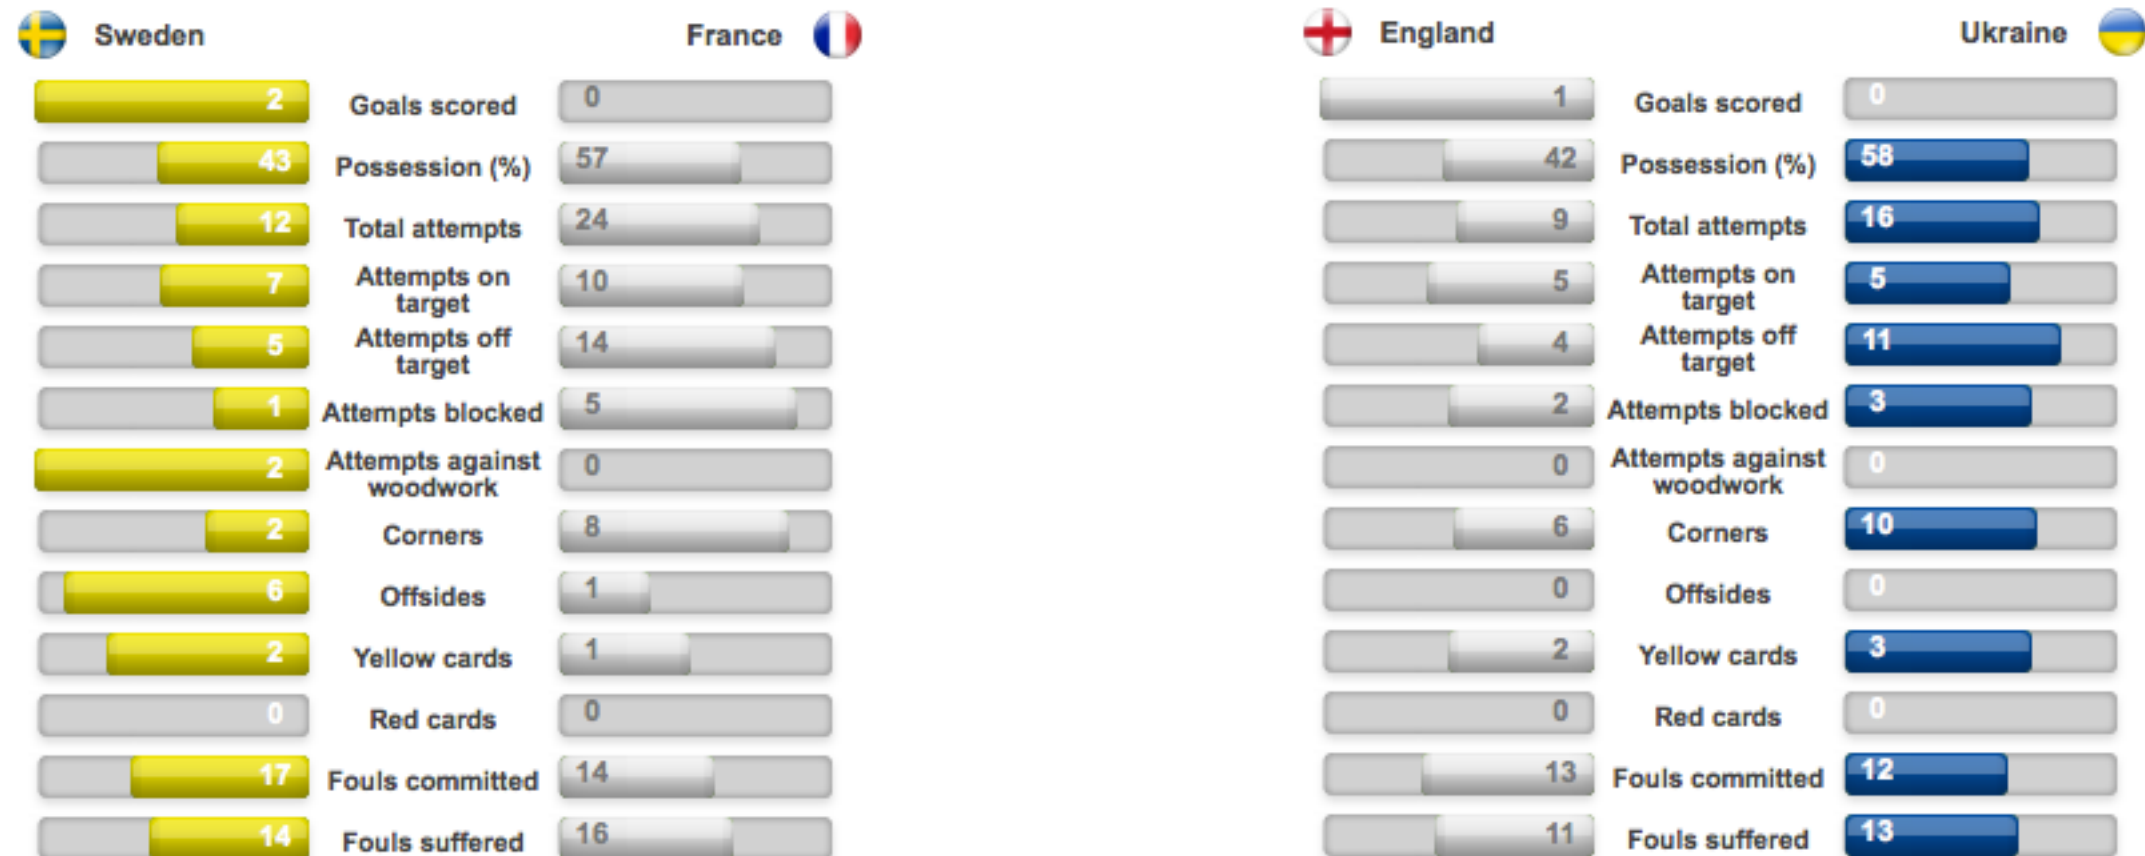 Sweden France
2 Goals scored 0
43 Possession (%) 57
12 Total attempts 24
7 Attempts on target 10
5 Attempts off target 14
1 Attempts blocked 5
2 Attempts against woodwork 0
2 Corners 8
6 Offsides 1
2 Yellow cards 1
0 Red cards 0
17 Fouls committed 14
14 Fouls suffered 16
England Ukraine
1 Goals scored 0
42 Possession (%) 58
9 Total attempts 16
5 Attempts on target 5
4 Attempts off target 11
2 Attempts blocked 3
0 Attempts against woodwork 0
6 Corners 10
0 Offsides 0
2 Yellow cards 3
0 Red cards 0
13 Fouls committed 12
11 Fouls suffered 13